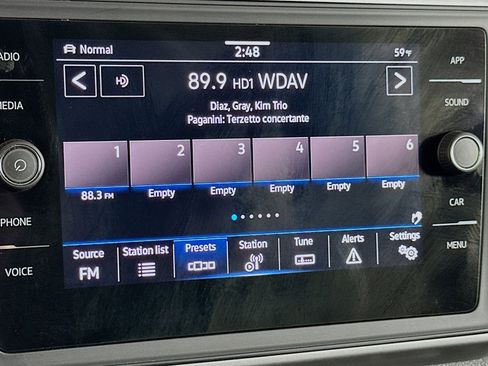 Normal
2:48
59°F
89.9 HD1 WDAV
Diaz, Gray, Kim Trio
Paganini: Terzetto concertante
1 2 3 4 5 6
88.3 FM Empty Empty Empty Empty Empty
Source Station list Presets Station Tune Alerts Settings
FM
ADIO
MEDIA
PHONE
VOICE
APP
SOUND
CAR
MENU